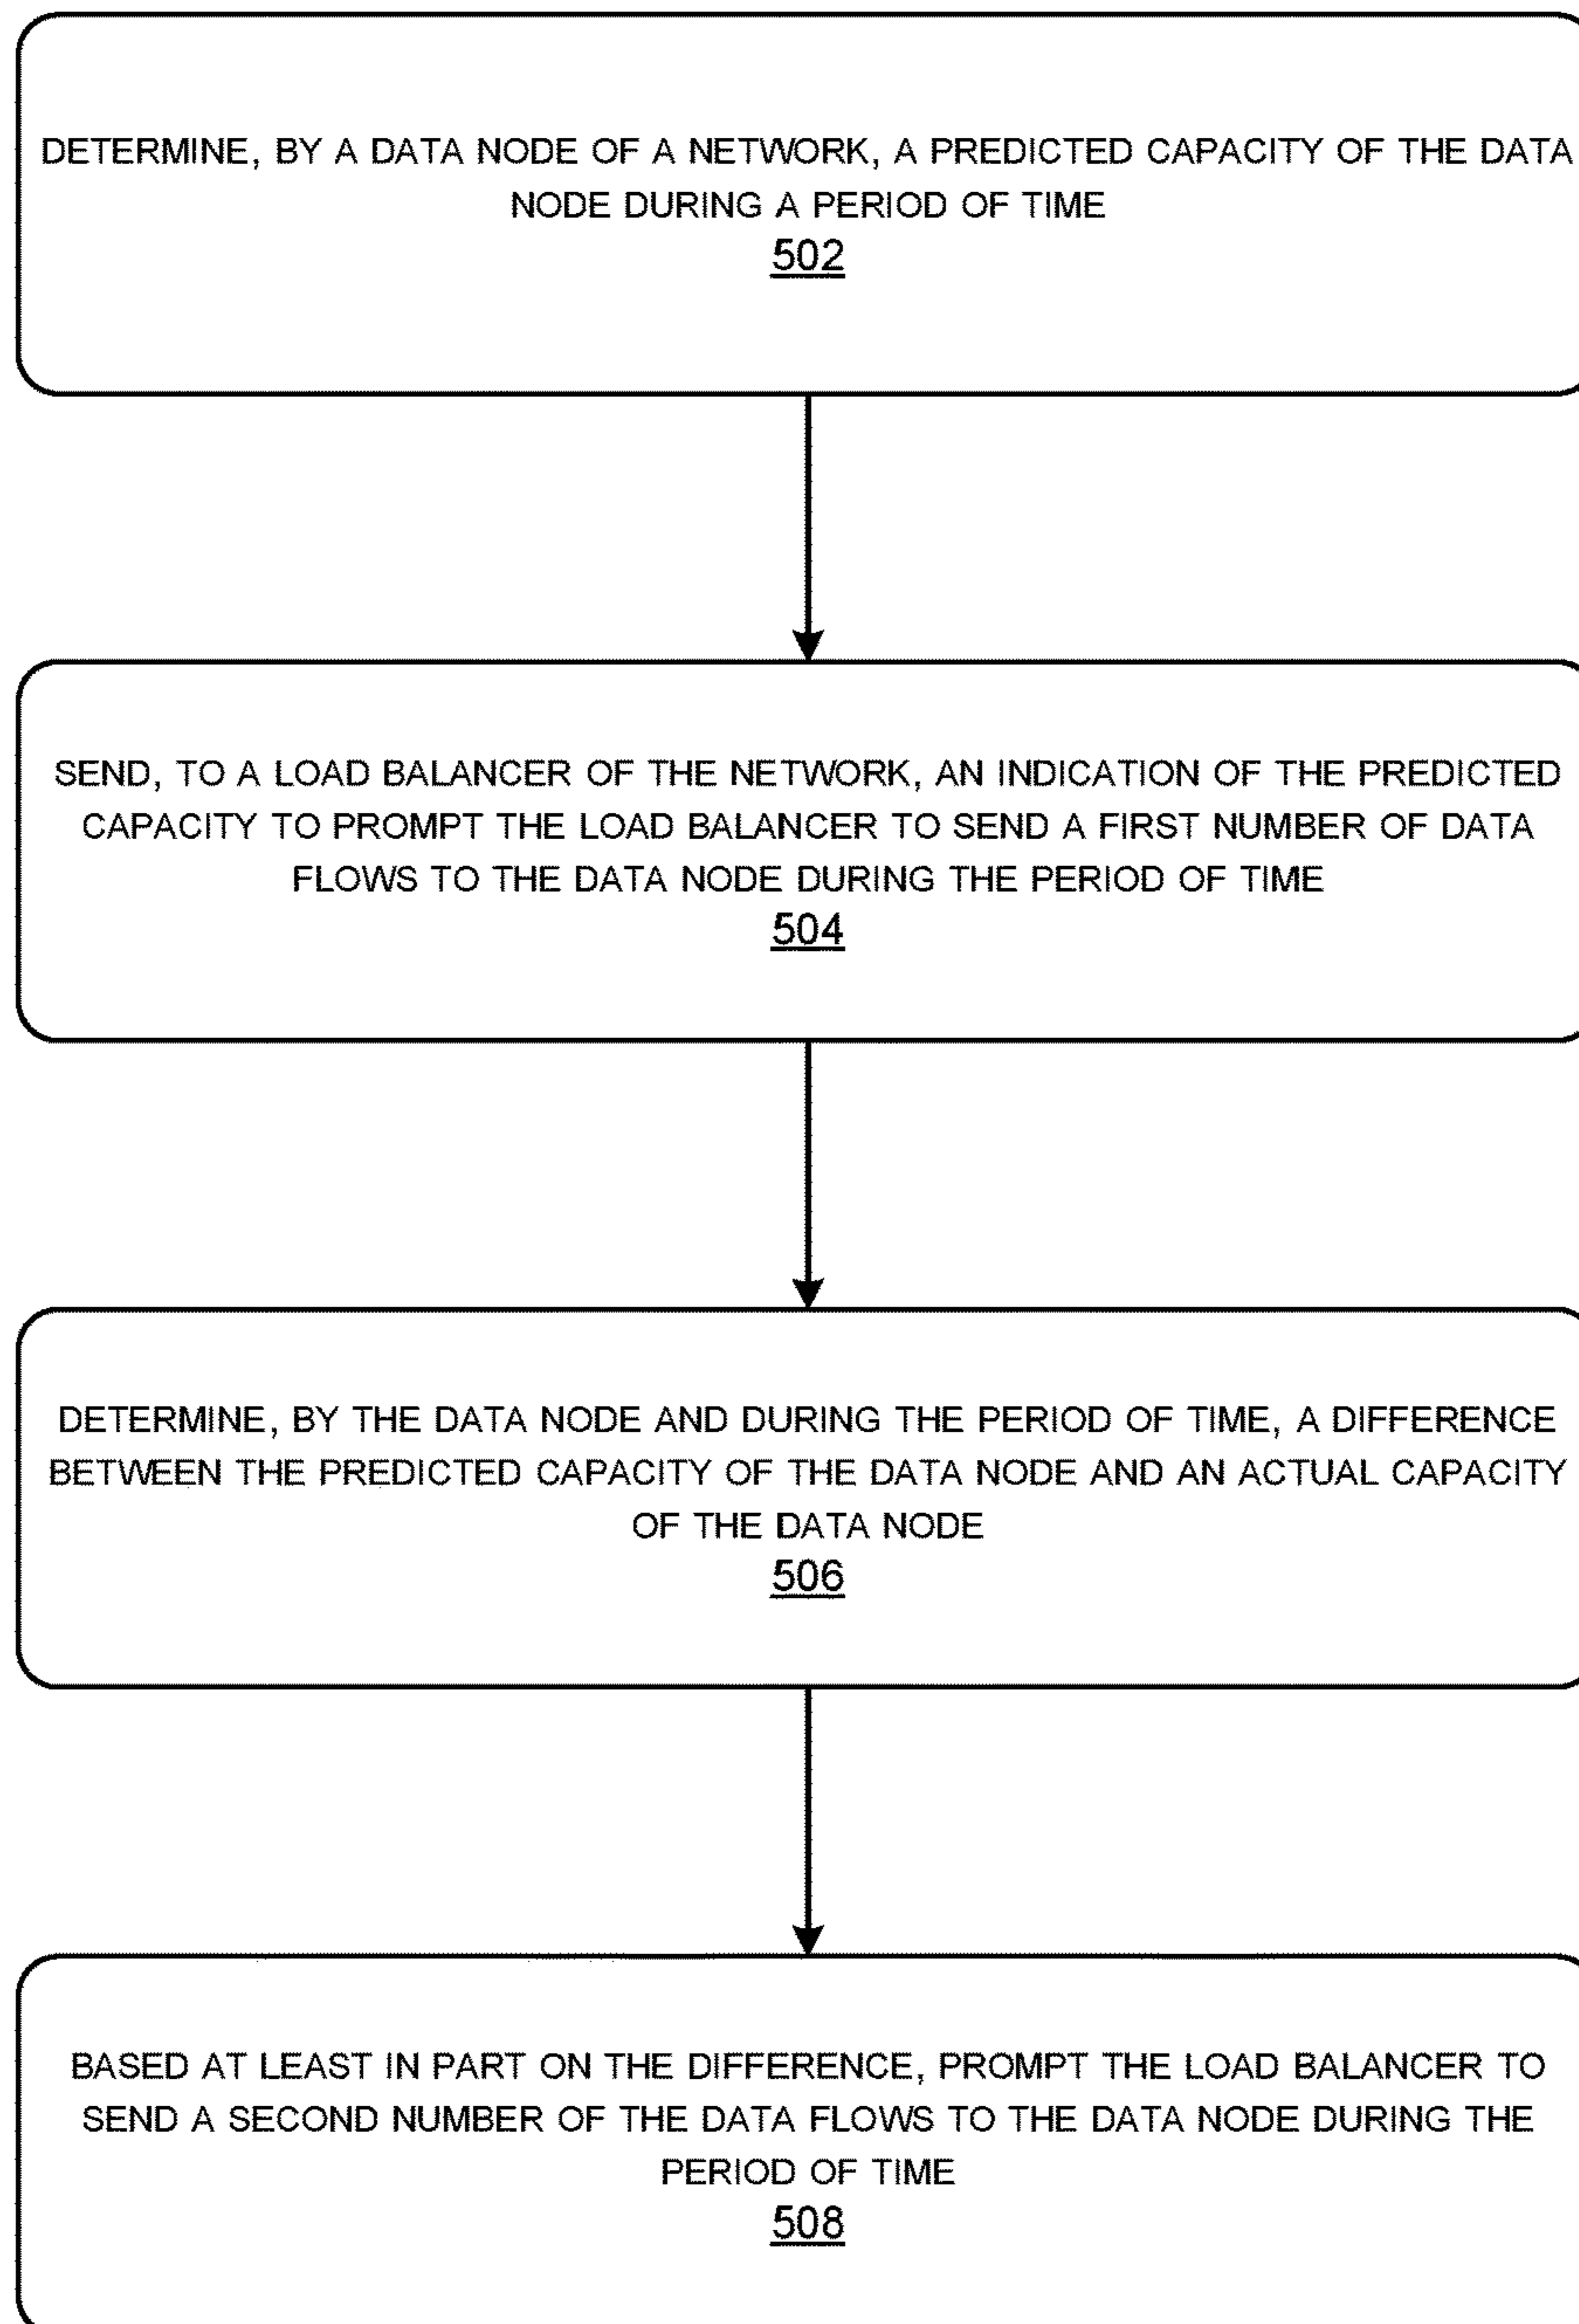 DETERMINE, BY A DATA NODE OF A NETWORK, A PREDICTED CAPACITY OF THE DATA
NODE DURING A PERIOD OF TIME
502
SEND, TO A LOAD BALANCER OF THE NETWORK, AN INDICATION OF THE PREDICTED
CAPACITY TO PROMPT THE LOAD BALANCER TO SEND A FIRST NUMBER OF DATA
FLOWS TO THE DATA NODE DURING THE PERIOD OF TIME
504
DETERMINE, BY THE DATA NODE AND DURING THE PERIOD OF TIME, A DIFFERENCE
BETWEEN THE PREDICTED CAPACITY OF THE DATA NODE AND AN ACTUAL CAPACITY
OF THE DATA NODE
506
BASED AT LEAST IN PART ON THE DIFFERENCE, PROMPT THE LOAD BALANCER TO
SEND A SECOND NUMBER OF THE DATA FLOWS TO THE DATA NODE DURING THE
PERIOD OF TIME
508